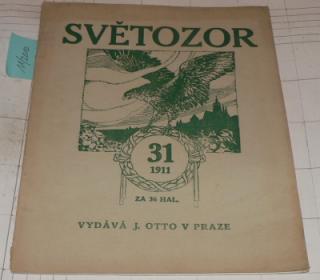 SVĚTOZOR
31
1911
ZA 36 HAL.
VYDÁVÁ J. OTTO V PRAZE